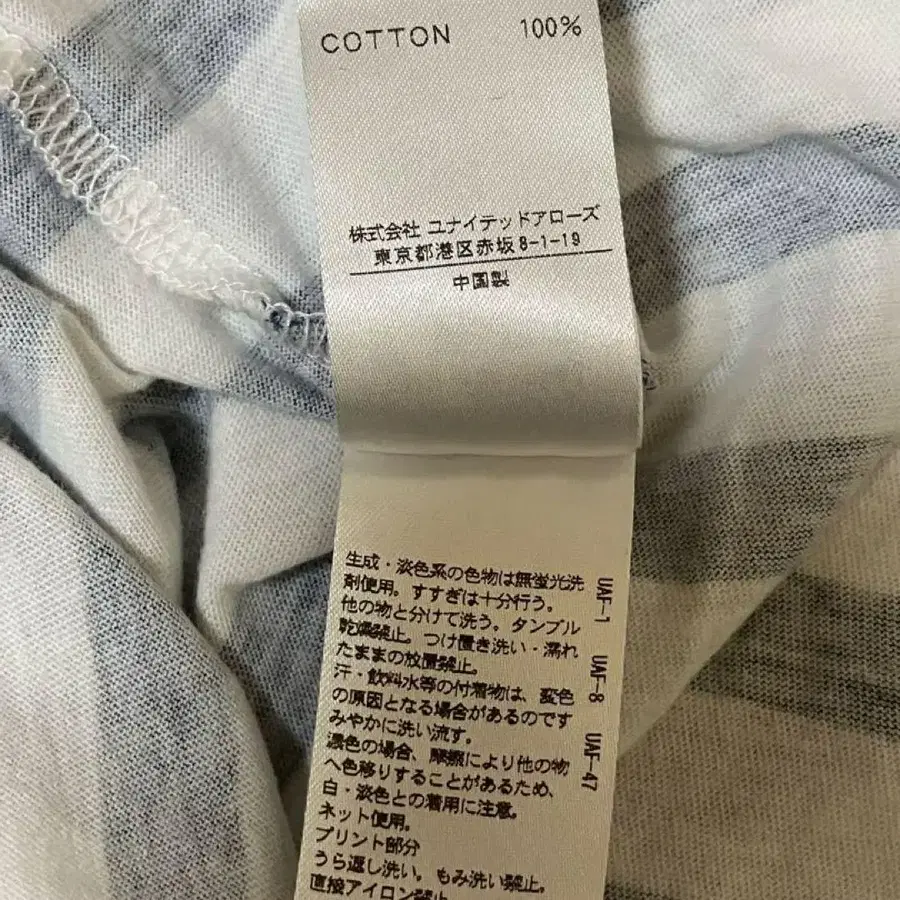 COTTON 100%
株式会社 ユナイテッドアローズ
東京都港区赤坂8-1-19
中国製
生成・淡色系の色物は無蛍光洗
剤使用。すすぎは十分行う。
他の物と分けて洗う。タンブル
乾燥禁止。つけ置き洗い・濡れ
たままの放置禁止。
汗・飲料水等の付着物は、変色
の原因となる場合があるのです
みやかに洗い流す。
濃色の場合、摩擦により他の物
へ色移りすることがあるため、
白・淡色との着用に注意。
ネット使用。
プリント部分
うら返し洗い。もみ洗い禁止。
直接アイロン禁止
UAF-1 UAF-8 UAF-47